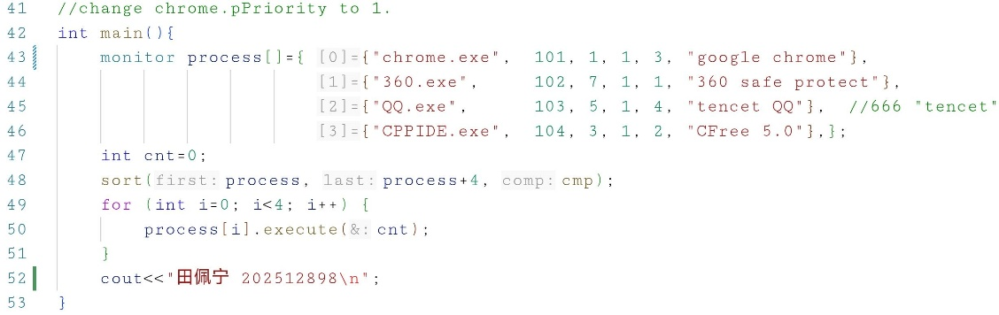 41 //change chrome.pPriority to 1.
42 int main(){
43 monitor process[]={ [0]={"chrome.exe", 101, 1, 1, 3, "google chrome"},
44 [1]={"360.exe", 102, 7, 1, 1, "360 safe protect"},
45 [2]={"QQ.exe", 103, 5, 1, 4, "tencet QQ"}, //666 "tencet"
46 [3]={"CPPIDE.exe", 104, 3, 1, 2, "CFree 5.0"},};
47 int cnt=0;
48 sort(first: process, last: process+4, comp: cmp);
49 for (int i=0; i<4; i++) {
50 process[i].execute(&: cnt);
51 }
52 cout<<"田佩宁 202512898\n";
53 }